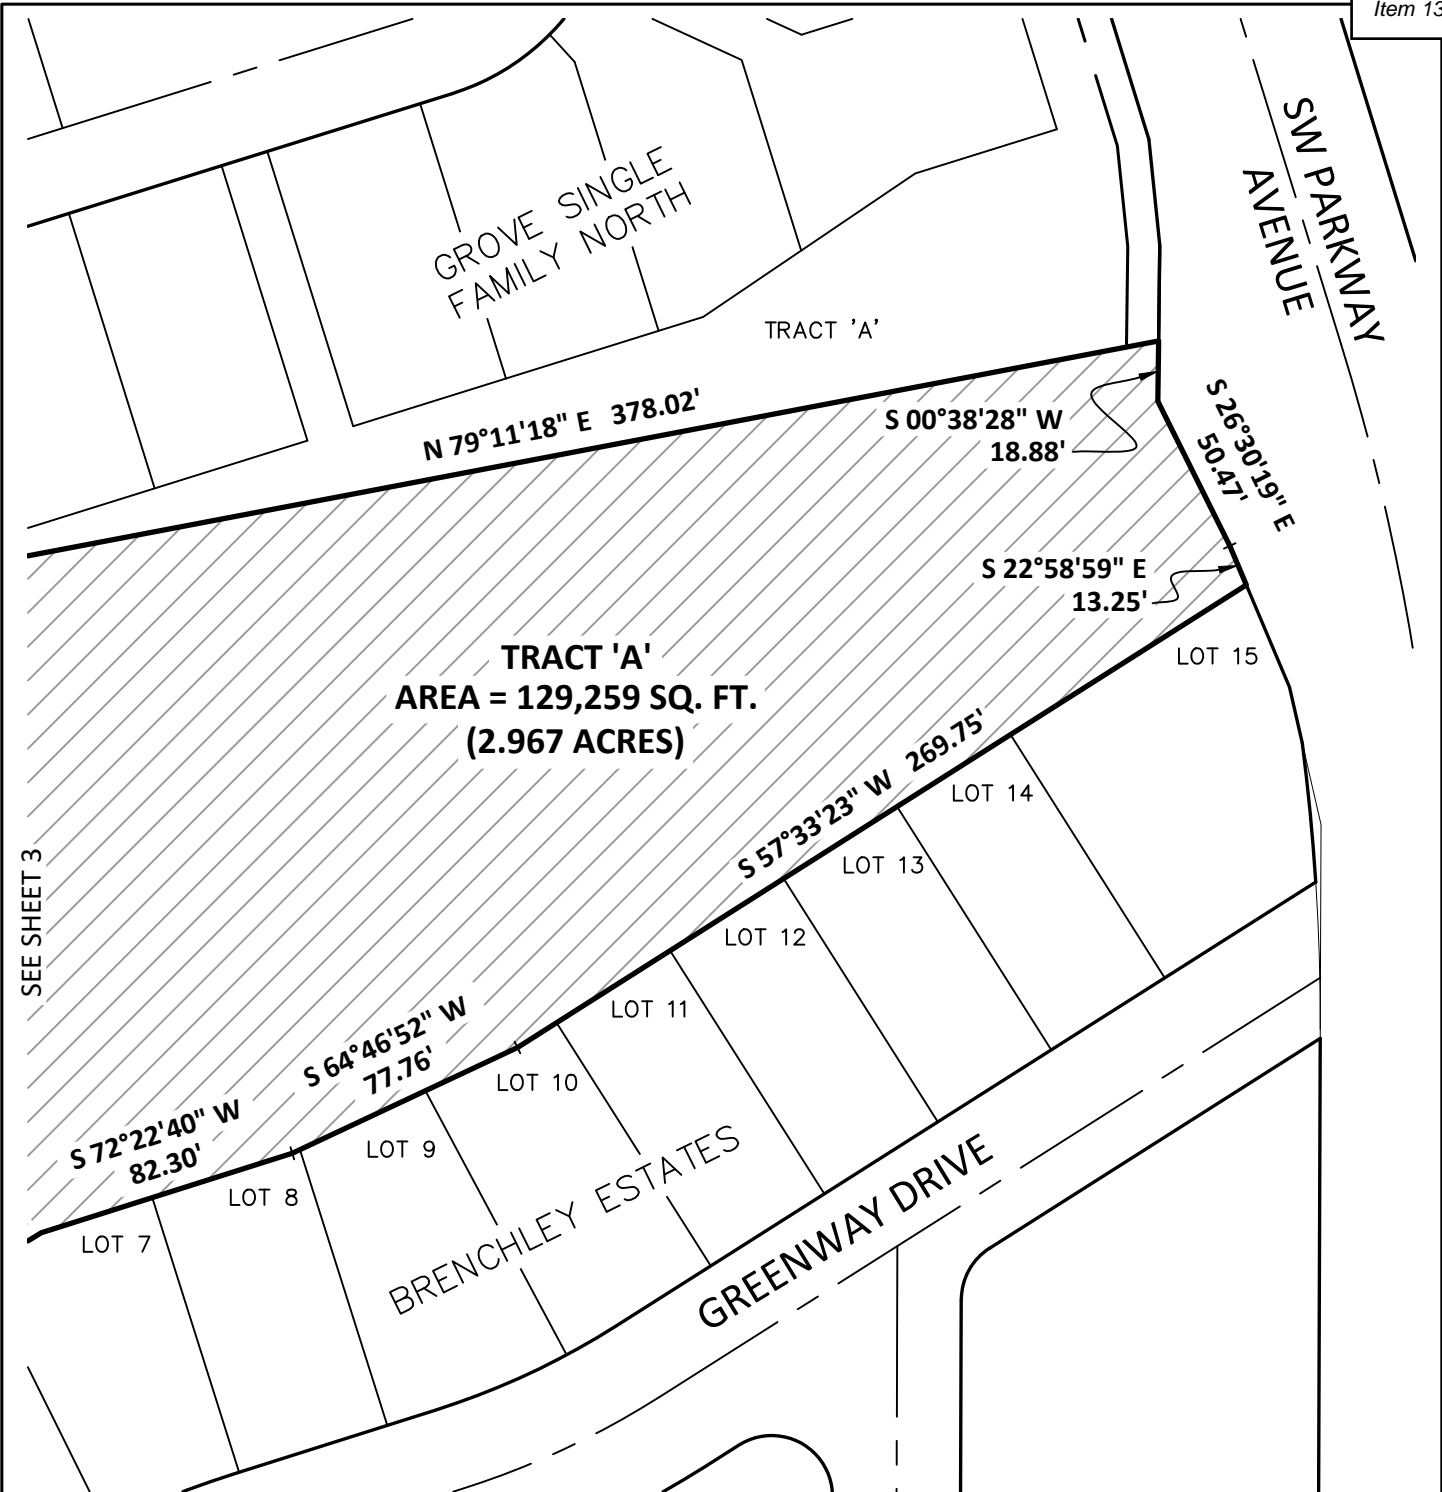 Item 13
SW PARKWAY
AVENUE
GROVE SINGLE
FAMILY NORTH
TRACT 'A'
N 79°11'18" E 378.02'
S 00°38'28" W
18.88'
S 26°30'19" E
50.47'
S 22°58'59" E
13.25'
TRACT 'A'
AREA = 129,259 SQ. FT.
(2.967 ACRES)
LOT 15
S 57°33'23" W 269.75'
LOT 14
LOT 13
LOT 12
LOT 11
LOT 10
LOT 9
LOT 8
LOT 7
SEE SHEET 3
S 64°46'52" W
77.76'
S 72°22'40" W
82.30'
BRENCHLEY ESTATES
GREENWAY DRIVE